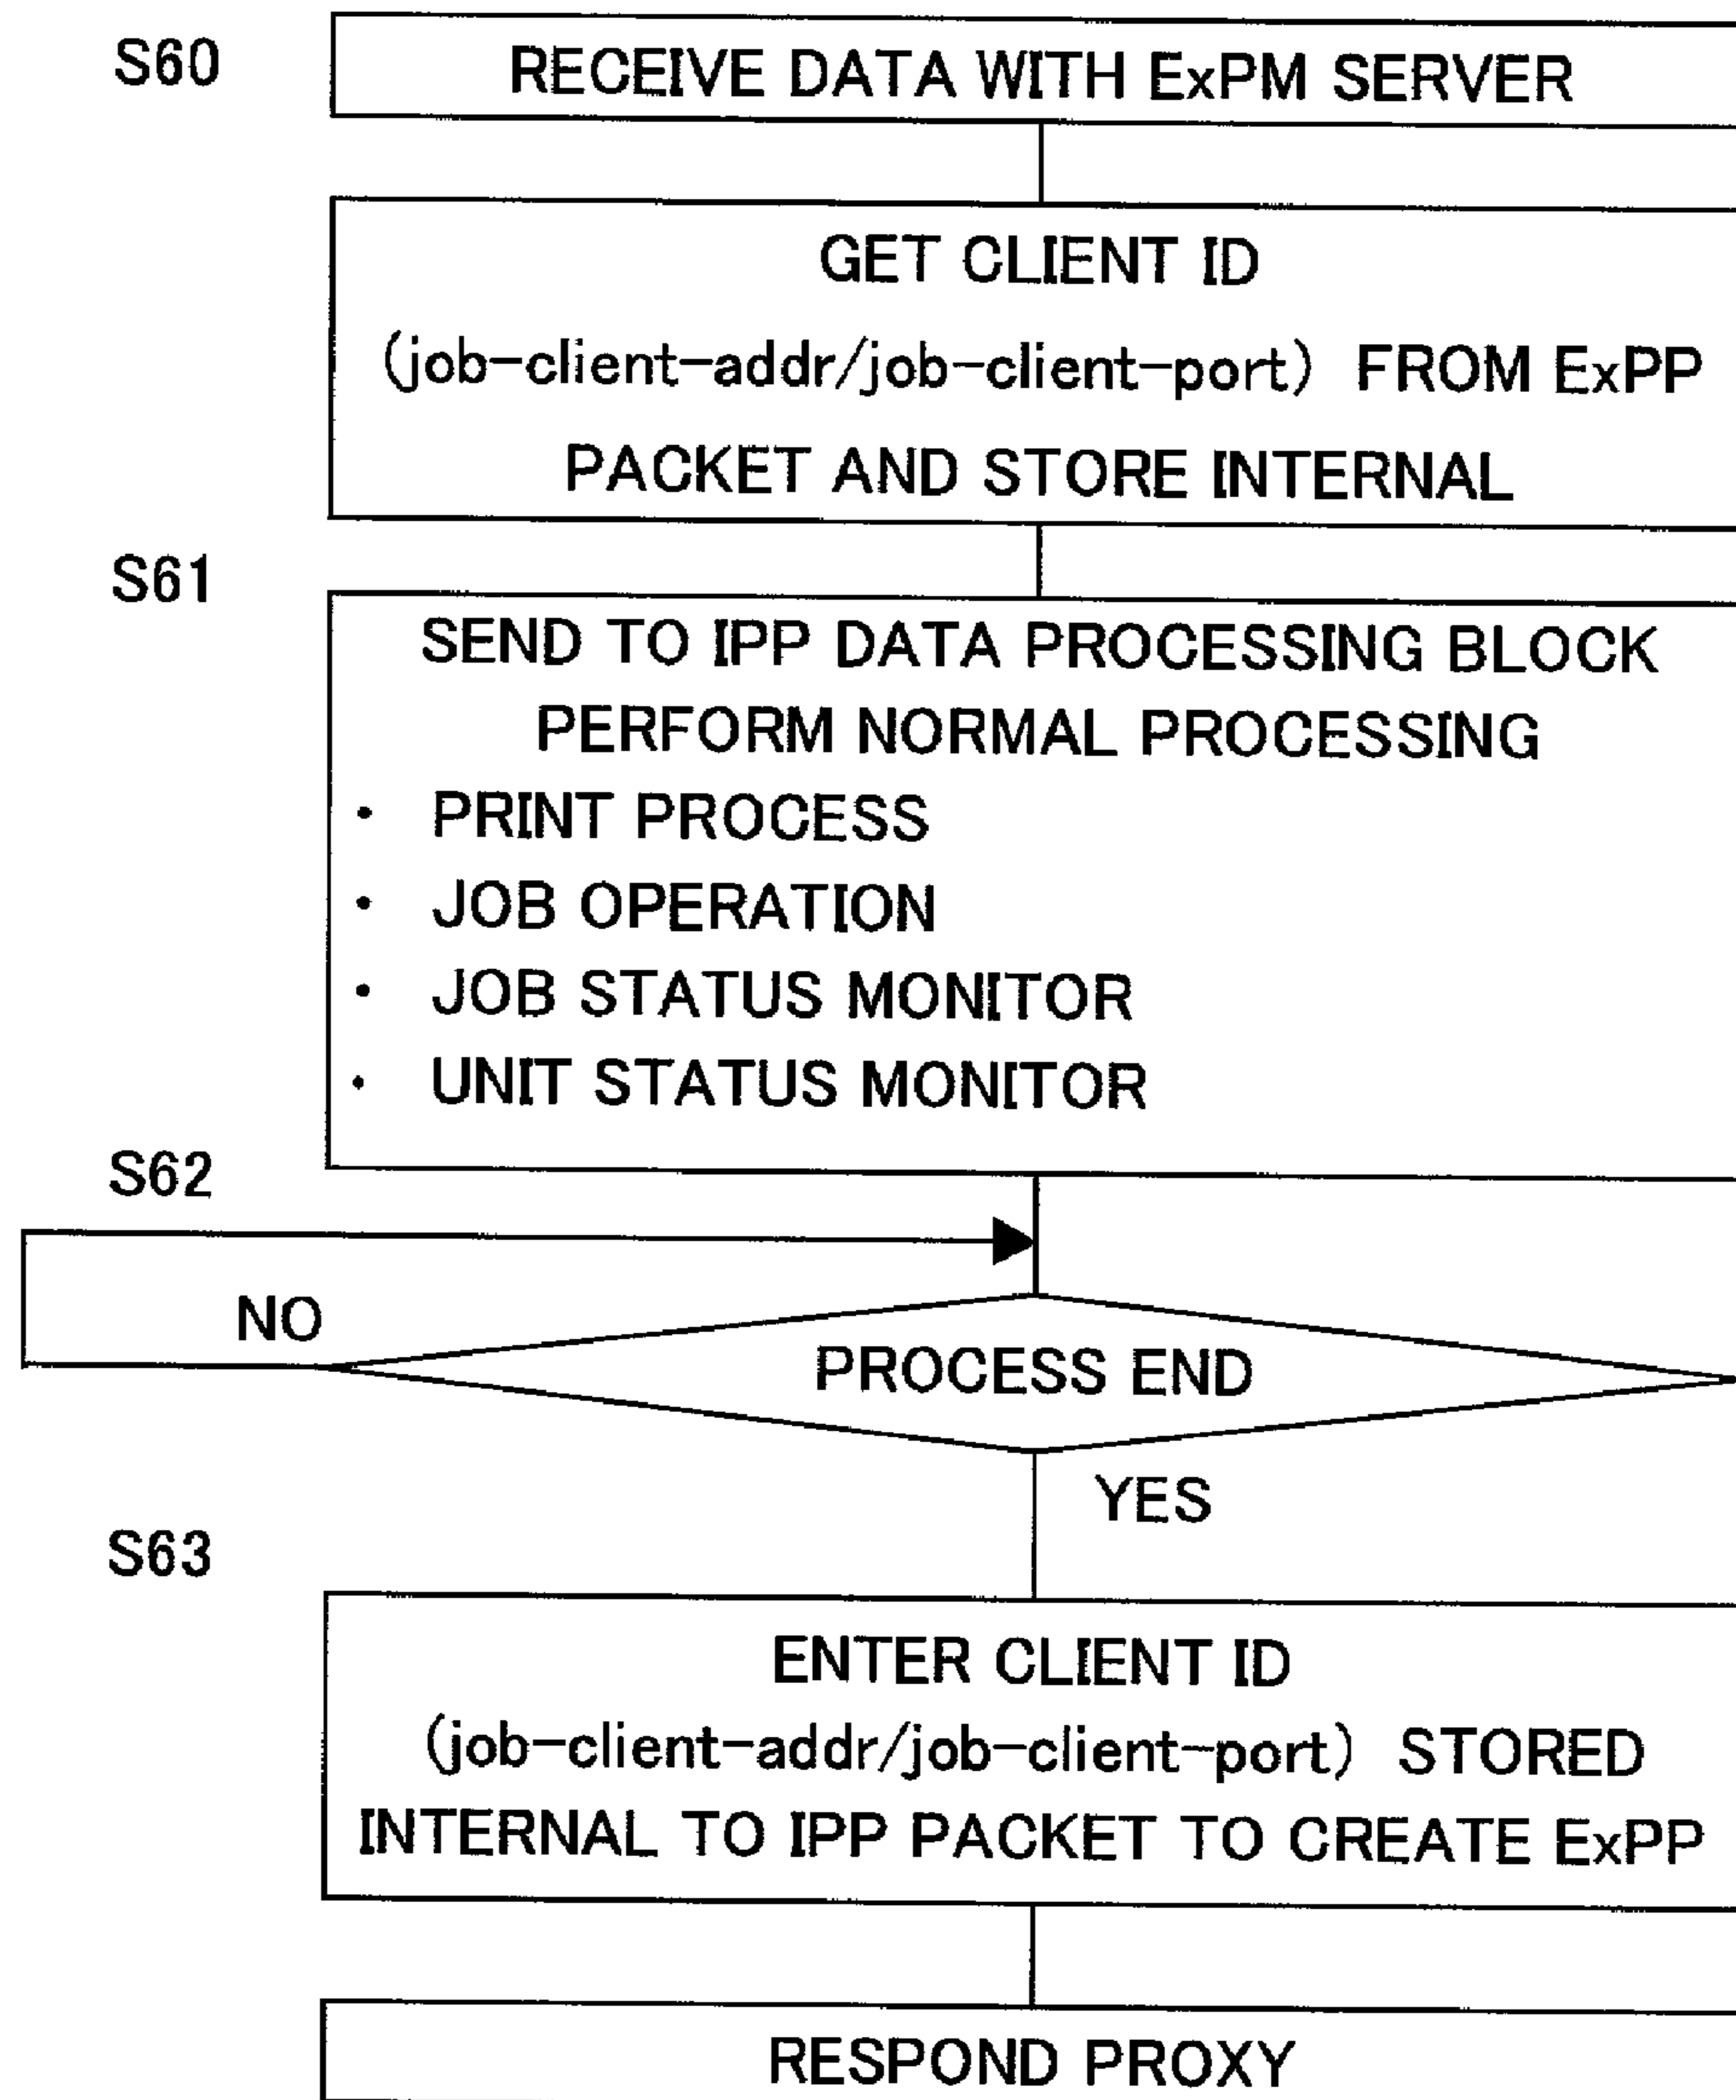 S60
RECEIVE DATA WITH ExPM SERVER
GET CLIENT ID
(job-client-addr/job-client-port) FROM ExPP
PACKET AND STORE INTERNAL
S61
SEND TO IPP DATA PROCESSING BLOCK
PERFORM NORMAL PROCESSING
・ PRINT PROCESS
・ JOB OPERATION
・ JOB STATUS MONITOR
・ UNIT STATUS MONITOR
S62
NO
PROCESS END
YES
S63
ENTER CLIENT ID
(job-client-addr/job-client-port) STORED
INTERNAL TO IPP PACKET TO CREATE ExPP
RESPOND PROXY